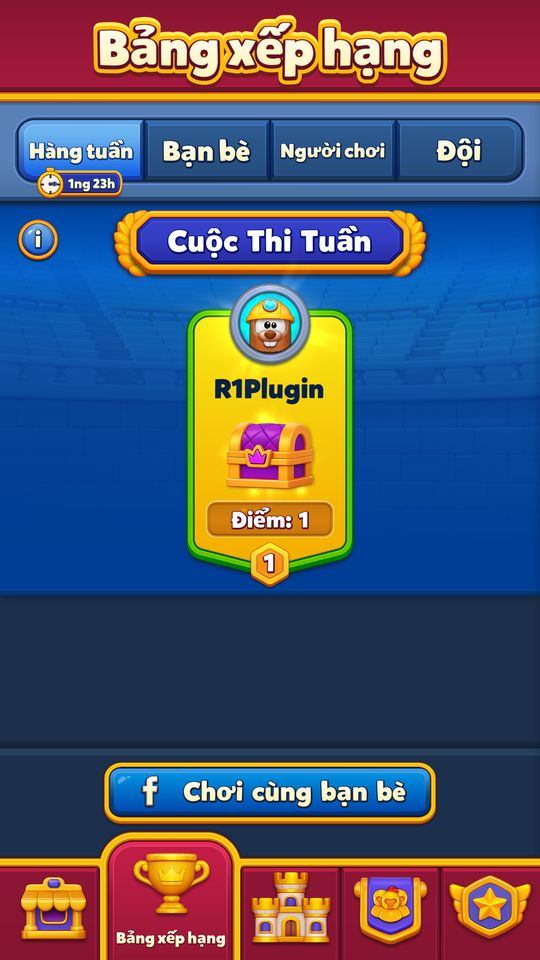 Bảng xếp hạng
Hàng tuần
Bạn bè
Người chơi
Đội
1ng 23h
i
Cuộc Thi Tuần
R1Plugin
Điểm: 1
1
f Chơi cùng bạn bè
Bảng xếp hạng